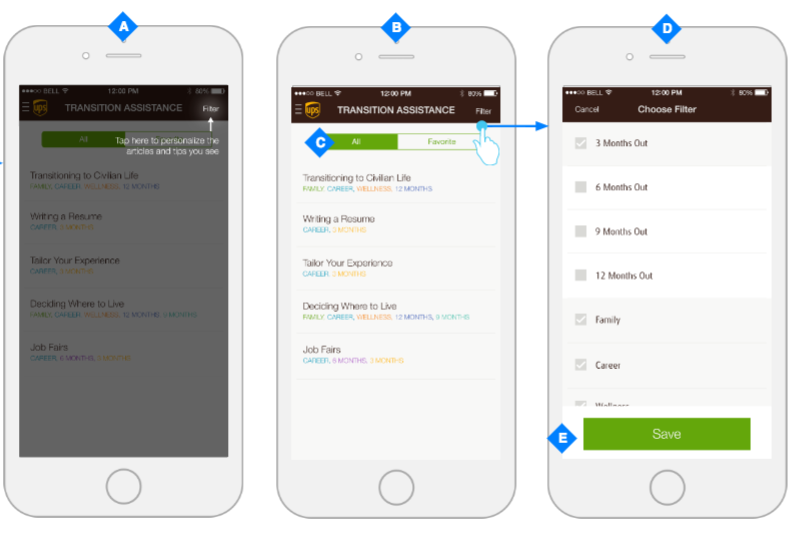 A
BELL
12:00 PM
80%
ups
TRANSITION ASSISTANCE
Filter
All
Tap here to personalize the
articles and tips you see
Transitioning to Civilian Life
FAMILY, CAREER, WELLNESS, 12 MONTHS
Writing a Resume
CAREER, 3 MONTHS
Tailor Your Experience
CAREER, 3 MONTHS
Deciding Where to Live
FAMILY, CAREER, WELLNESS, 12 MONTHS, 9 MONTHS
Job Fairs
CAREER, 6 MONTHS, 3 MONTHS
B
BELL
12:00 PM
80%
ups
TRANSITION ASSISTANCE
Filter
C
All
Favorite
Transitioning to Civilian Life
FAMILY, CAREER, WELLNESS, 12 MONTHS
Writing a Resume
CAREER, 3 MONTHS
Tailor Your Experience
CAREER, 3 MONTHS
Deciding Where to Live
FAMILY, CAREER, WELLNESS, 12 MONTHS, 9 MONTHS
Job Fairs
CAREER, 6 MONTHS, 3 MONTHS
D
BELL
12:00 PM
80%
Cancel
Choose Filter
3 Months Out
6 Months Out
9 Months Out
12 Months Out
Family
Career
Wellness
E
Save